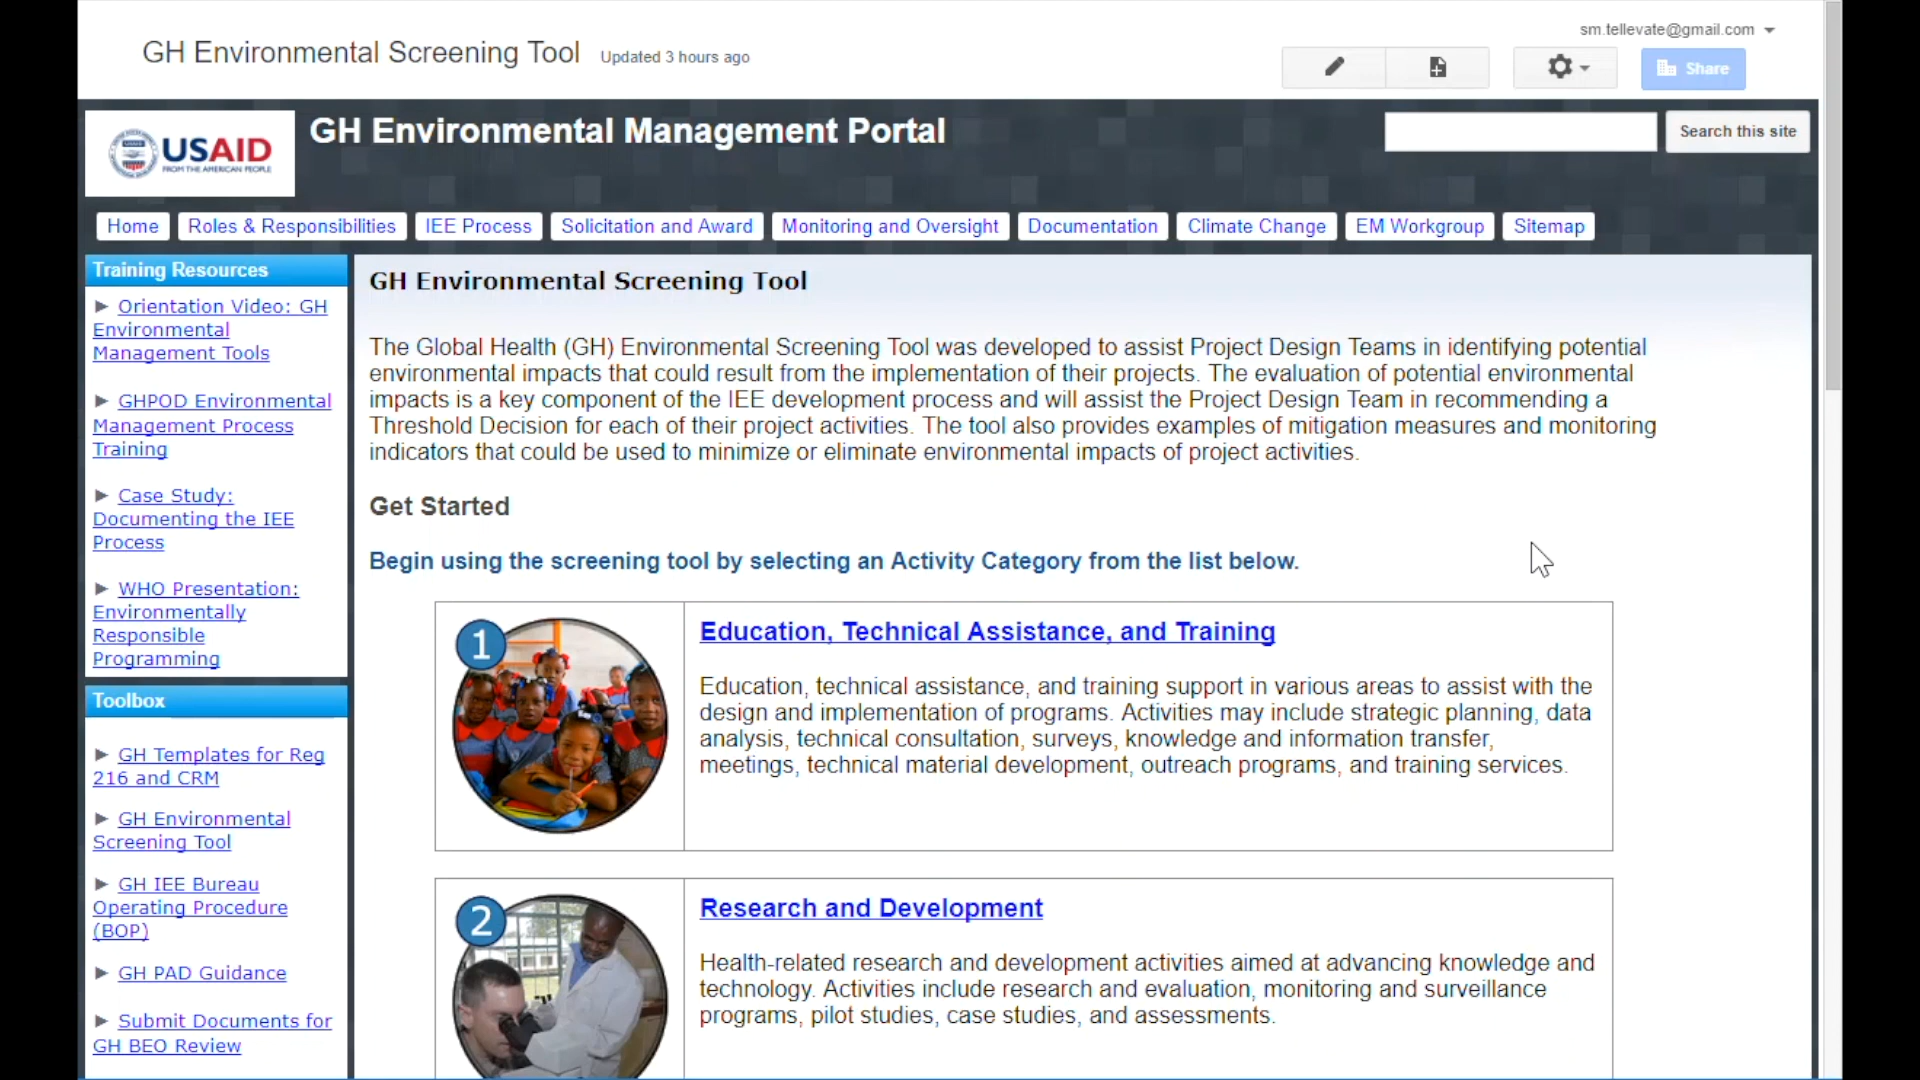 sm.tellevate@gmail.com
GH Environmental Screening Tool Updated 3 hours ago
Share
USAID
FROM THE AMERICAN PEOPLE
GH Environmental Management Portal
Search this site
Home Roles & Responsibilities IEE Process Solicitation and Award Monitoring and Oversight Documentation Climate Change EM Workgroup Sitemap
Training Resources
► Orientation Video: GH
Environmental
Management Tools
► GHPOD Environmental
Management Process
Training
► Case Study:
Documenting the IEE
Process
► WHO Presentation:
Environmentally
Responsible
Programming
Toolbox
► GH Templates for Reg
216 and CRM
► GH Environmental
Screening Tool
► GH IEE Bureau
Operating Procedure
(BOP)
► GH PAD Guidance
► Submit Documents for
GH BEO Review
GH Environmental Screening Tool
The Global Health (GH) Environmental Screening Tool was developed to assist Project Design Teams in identifying potential
environmental impacts that could result from the implementation of their projects. The evaluation of potential environmental
impacts is a key component of the IEE development process and will assist the Project Design Team in recommending a
Threshold Decision for each of their project activities. The tool also provides examples of mitigation measures and monitoring
indicators that could be used to minimize or eliminate environmental impacts of project activities.
Get Started
Begin using the screening tool by selecting an Activity Category from the list below.
1
Education, Technical Assistance, and Training
Education, technical assistance, and training support in various areas to assist with the
design and implementation of programs. Activities may include strategic planning, data
analysis, technical consultation, surveys, knowledge and information transfer,
meetings, technical material development, outreach programs, and training services.
2
Research and Development
Health-related research and development activities aimed at advancing knowledge and
technology. Activities include research and evaluation, monitoring and surveillance
programs, pilot studies, case studies, and assessments.